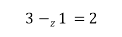 3 −_z 1 = 2